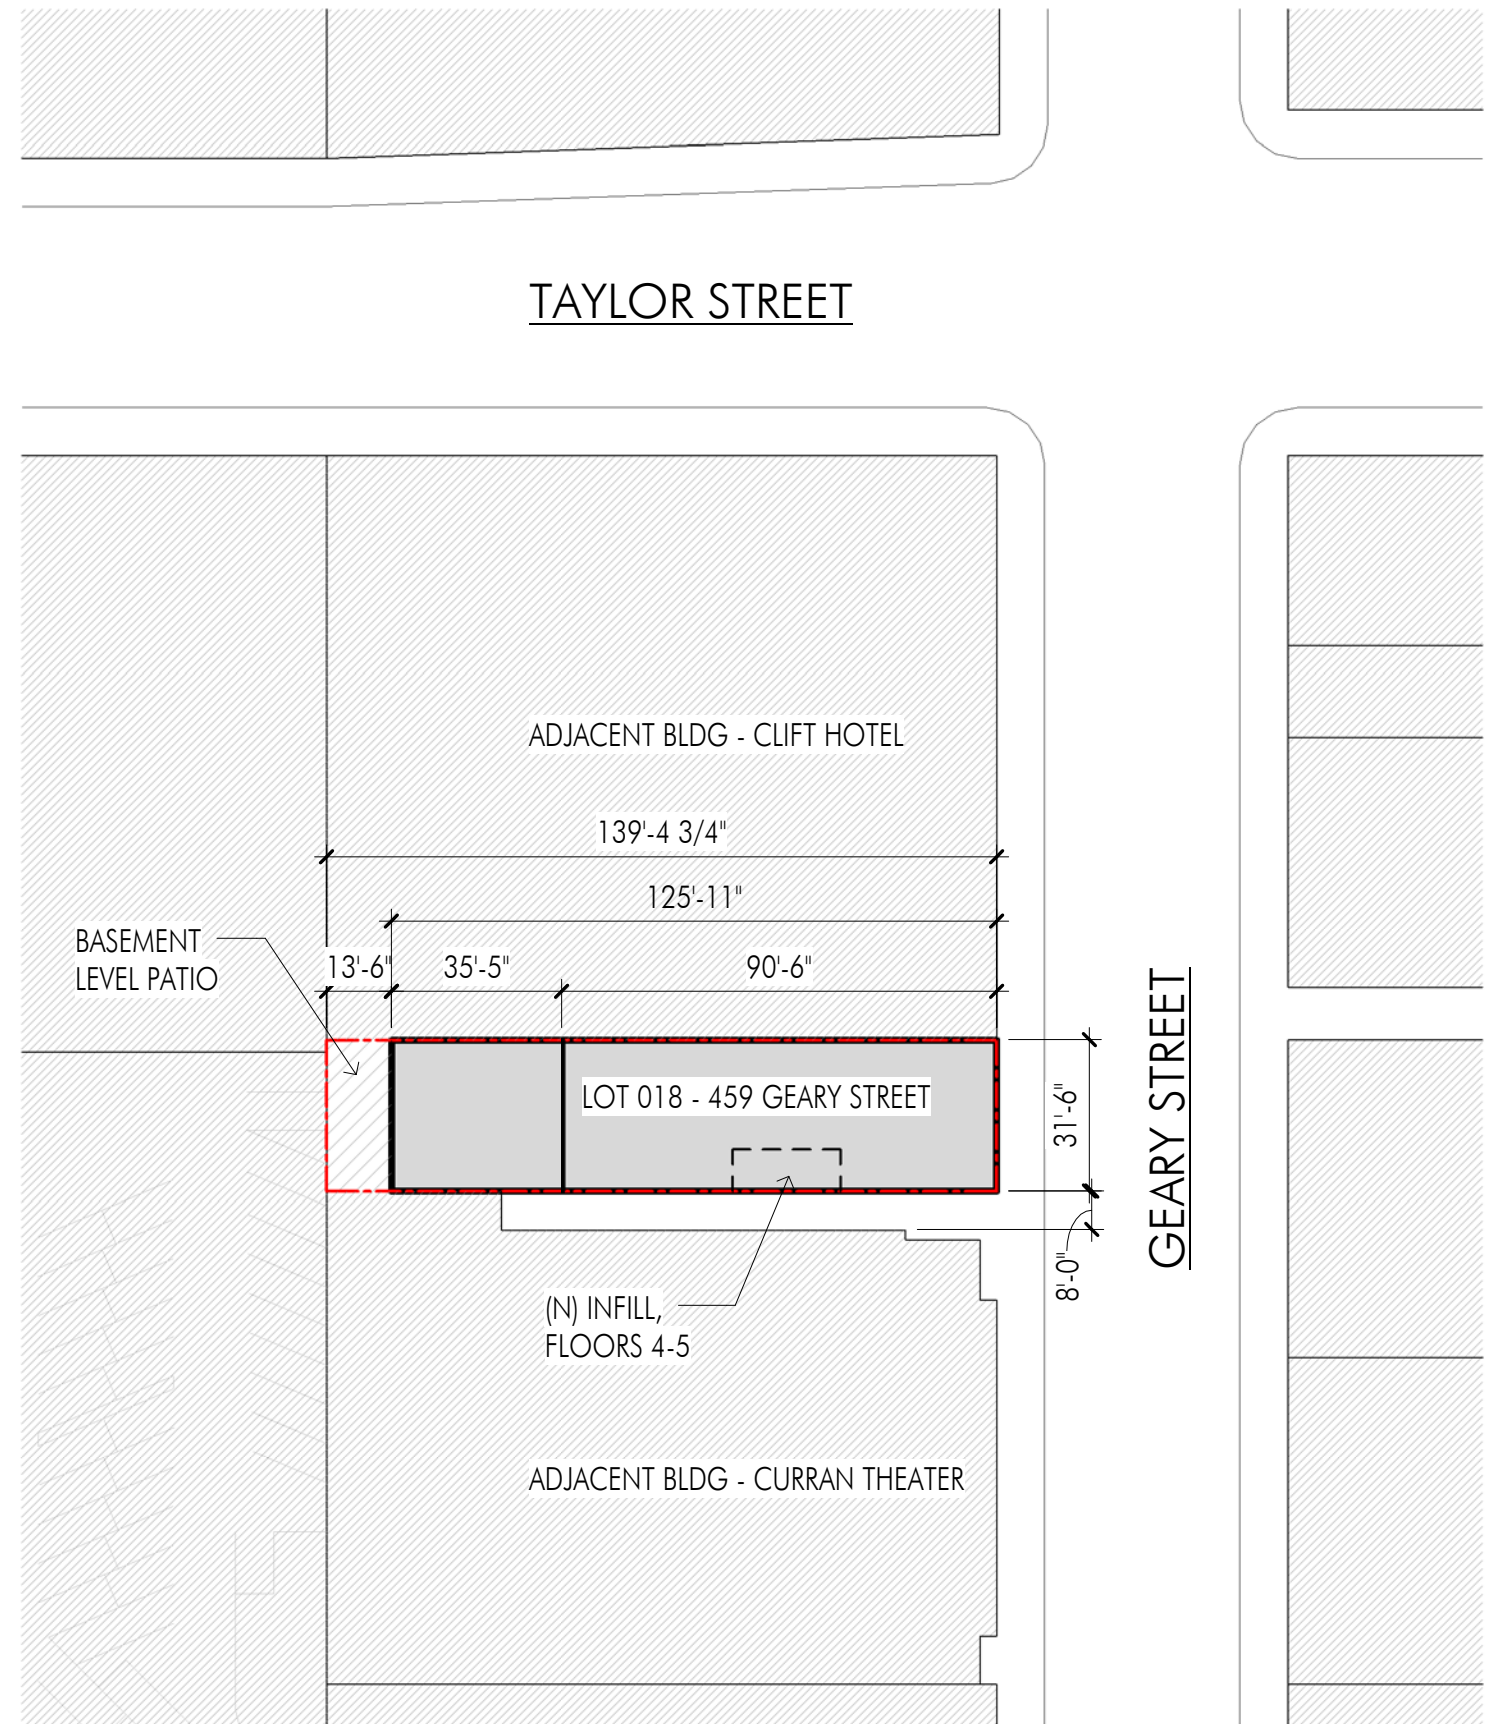 TAYLOR STREET
ADJACENT BLDG - CLIFT HOTEL
139'-4 3/4"
125'-11"
BASEMENT
LEVEL PATIO
13'-6"
35'-5"
90'-6"
LOT 018 - 459 GEARY STREET
31'-6"
GEARY STREET
8'-0"
(N) INFILL,
FLOORS 4-5
ADJACENT BLDG - CURRAN THEATER